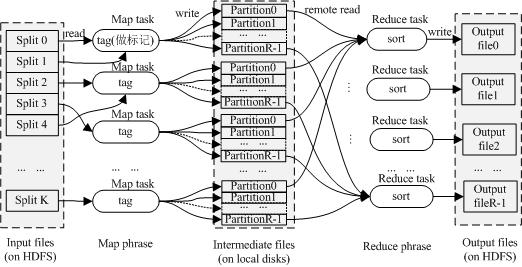 Split 0
Split 1
Split 2
Split 3
Split 4
... ...
Split K
Input files
(on HDFS)
read
Map task
tag(做标记)
Map task
tag
Map task
tag
... ...
Map task
tag
Map phrase
write
Partition0
Partition1
... ...
PartitionR-1
Partition0
Partition1
... ...
PartitionR-1
Partition0
Partition1
... ...
PartitionR-1
... ...
Partition0
Partition1
... ...
PartitionR-1
Intermediate files
(on local disks)
remote read
Reduce task
sort
Reduce task
sort
Reduce task
sort
... ...
Reduce task
sort
Reduce phrase
write
Output
file0
Output
file1
Output
file2
... ...
Output
fileR-1
Output files
(on HDFS)